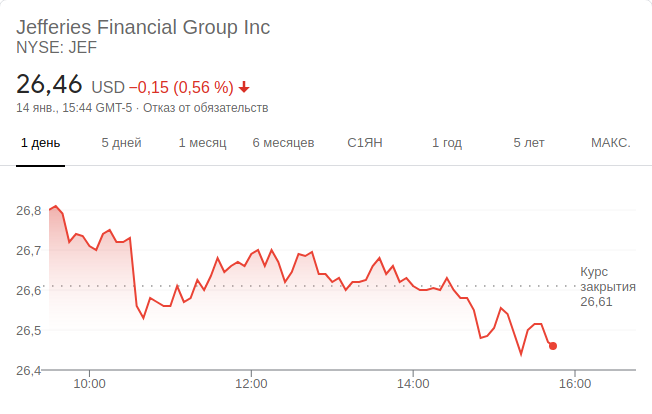 Jefferies Financial Group Inc
NYSE: JEF
26,46 USD −0,15 (0,56 %)
14 янв., 15:44 GMT-5 · Отказ от обязательств
1 день 5 дней 1 месяц 6 месяцев С1ЯН 1 год 5 лет МАКС.
26,8
26,7
Курс
26,6 закрытия
26,61
26,5
26,4
10:00 12:00 14:00 16:00